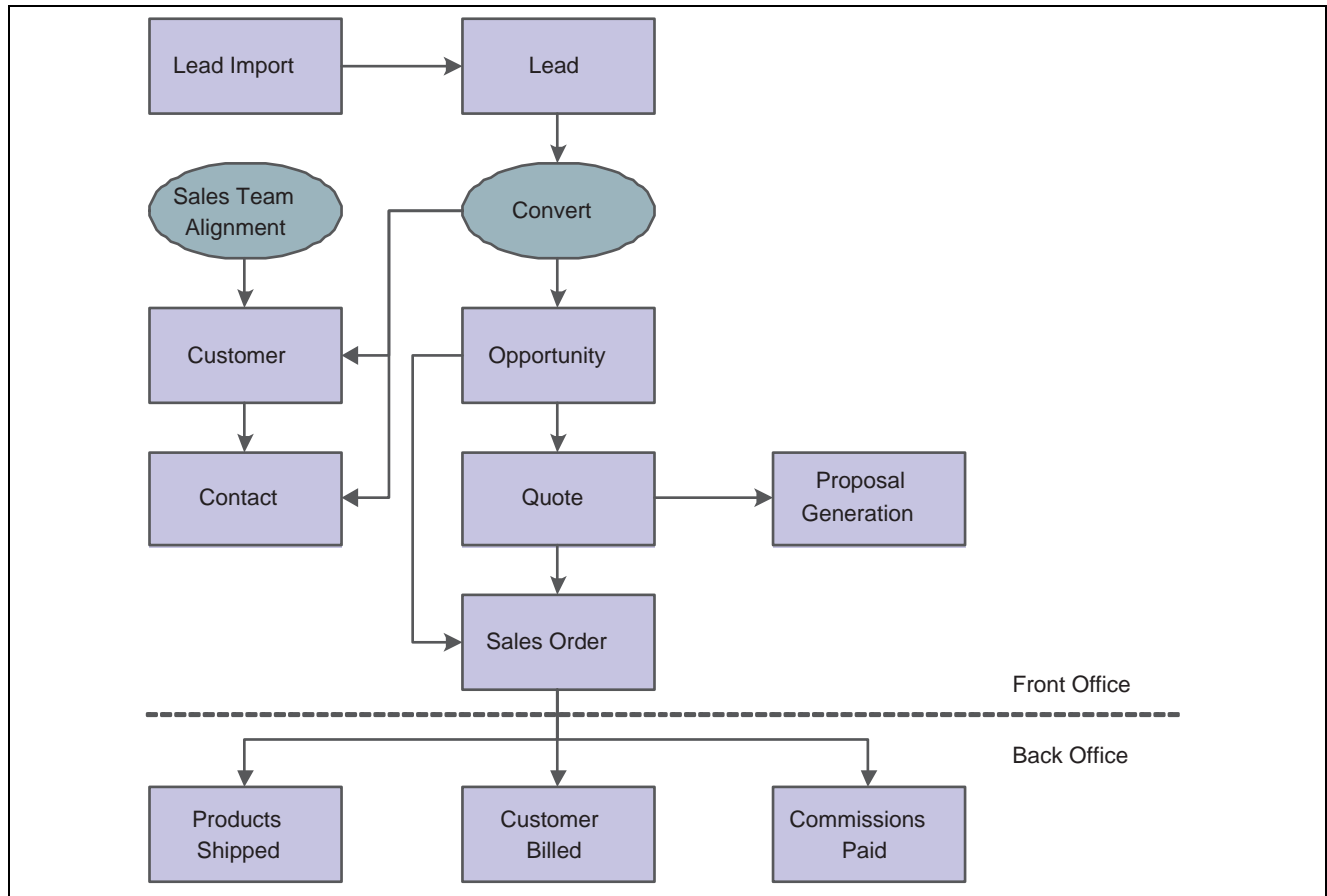 Lead Import
Lead
Sales Team
Alignment
Convert
Customer
Opportunity
Contact
Quote
Proposal
Generation
Sales Order
Front Office
Back Office
Products
Shipped
Customer
Billed
Commissions
Paid